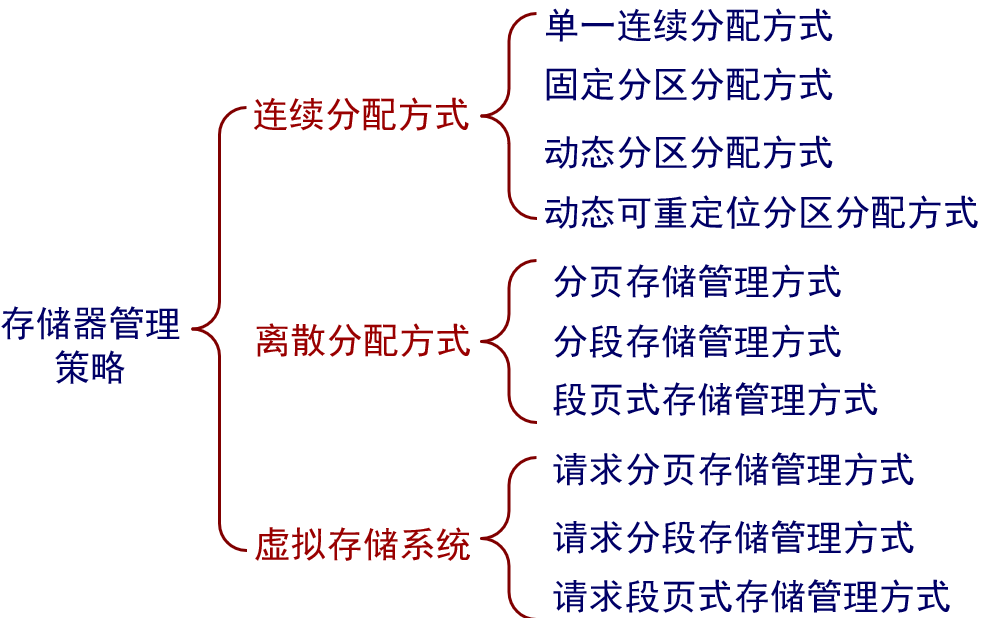 存储器管理
策略
连续分配方式
单一连续分配方式
固定分区分配方式
动态分区分配方式
动态可重定位分区分配方式
离散分配方式
分页存储管理方式
分段存储管理方式
段页式存储管理方式
虚拟存储系统
请求分页存储管理方式
请求分段存储管理方式
请求段页式存储管理方式